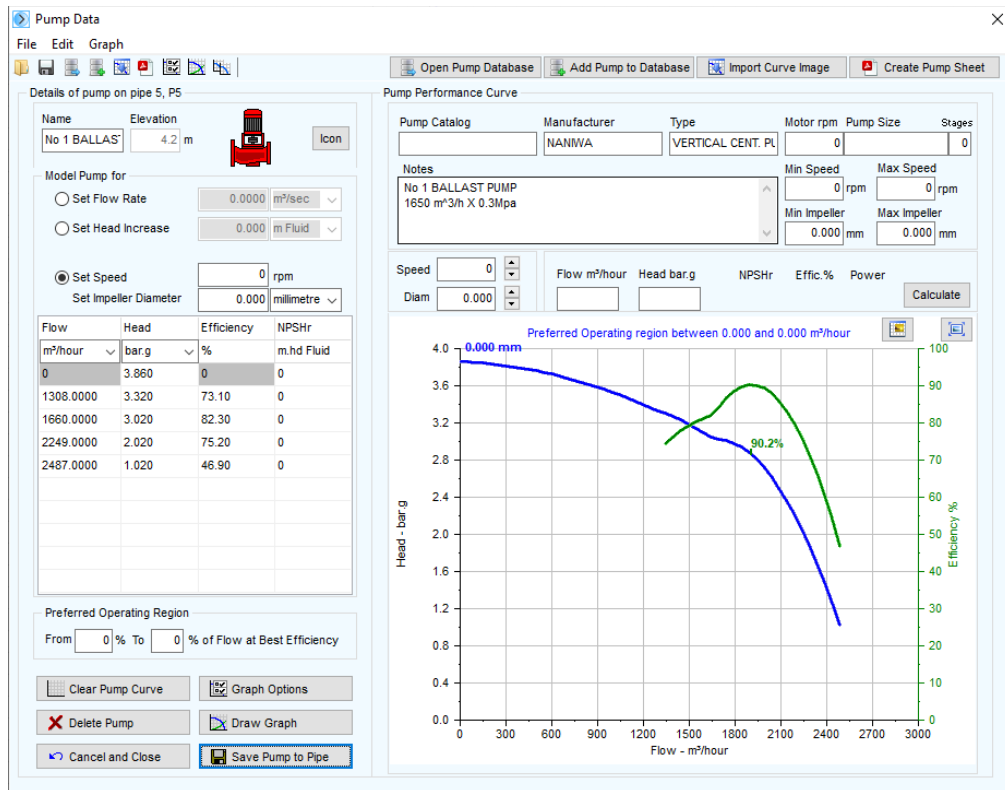 Pump Data
File Edit Graph
Open Pump Database Add Pump to Database Import Curve Image Create Pump Sheet
Details of pump on pipe 5, P5
Name Elevation
No 1 BALLAST 4.2 m Icon
Model Pump for
Set Flow Rate 0.0000 m³/sec
Set Head Increase 0.000 m Fluid
Set Speed 0 rpm
Set Impeller Diameter 0.000 millimetre
Flow Head Efficiency NPSHr
m³/hour bar.g % m.hd Fluid
0 3.860 0 0
1308.0000 3.320 73.10 0
1660.0000 3.020 82.30 0
2249.0000 2.020 75.20 0
2487.0000 1.020 46.90 0
Preferred Operating Region
From 0 % To 0 % of Flow at Best Efficiency
Clear Pump Curve Graph Options
Delete Pump Draw Graph
Cancel and Close Save Pump to Pipe
Pump Performance Curve
Pump Catalog Manufacturer Type Motor rpm Pump Size Stages
NANIWA VERTICAL CENT. PU 0 0
Notes
No 1 BALLAST PUMP
1650 m^3/h X 0.3Mpa
Min Speed Max Speed
0 rpm 0 rpm
Min Impeller Max Impeller
0.000 mm 0.000 mm
Speed 0
Diam 0.000
Flow m³/hour Head bar.g NPSHr Effic.% Power
Calculate
Preferred Operating region between 0.000 and 0.000 m³/hour
0.000 mm
90.2%
Head - bar.g
4.0
3.6
3.2
2.8
2.4
2.0
1.6
1.2
0.8
0.4
0.0
100
90
80
70
60
50
40
30
20
10
0
Efficiency %
0 300 600 900 1200 1500 1800 2100 2400 2700 3000
Flow - m³/hour